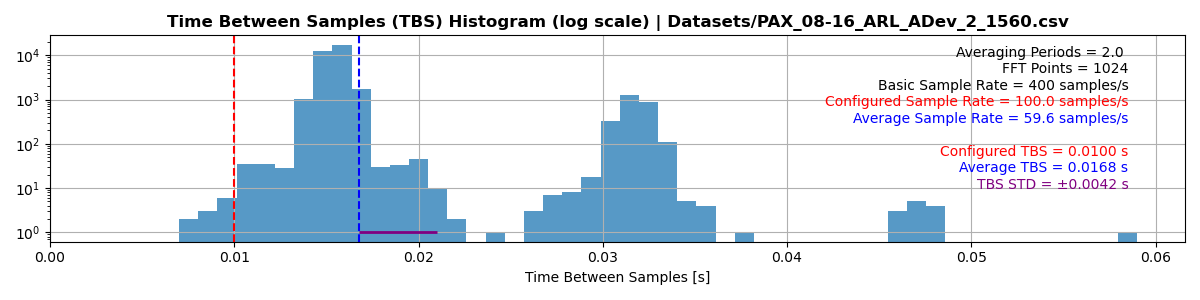 Time Between Samples (TBS) Histogram (log scale) | Datasets/PAX_08-16_ARL_ADev_2_1560.csv
Averaging Periods = 2.0
FFT Points = 1024
Basic Sample Rate = 400 samples/s
Configured Sample Rate = 100.0 samples/s
Average Sample Rate = 59.6 samples/s
Configured TBS = 0.0100 s
Average TBS = 0.0168 s
TBS STD = ±0.0042 s
10⁴
10³
10²
10¹
10⁰
0.00 0.01 0.02 0.03 0.04 0.05 0.06
Time Between Samples [s]